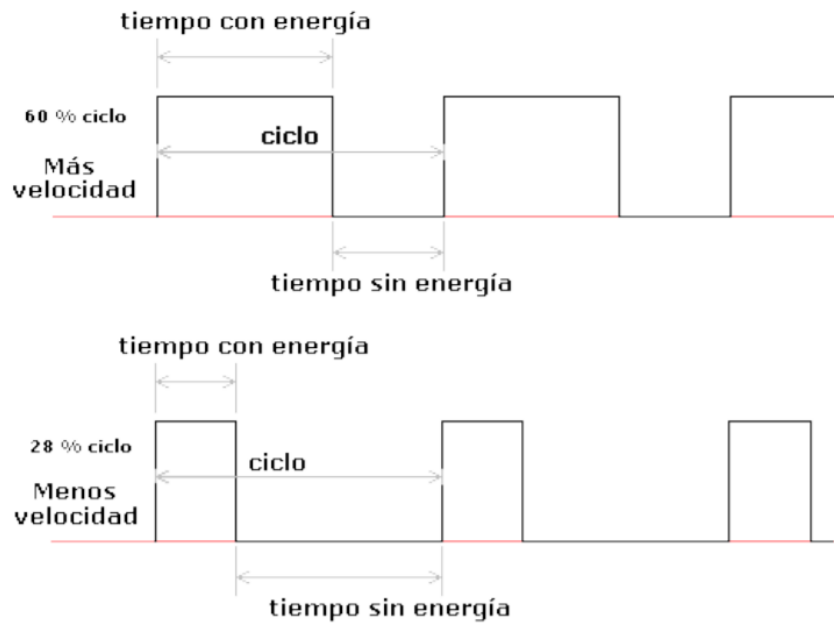 tiempo con energía
60 % ciclo
ciclo
Más
velocidad
tiempo sin energía
tiempo con energía
28 % ciclo
ciclo
Menos
velocidad
tiempo sin energía